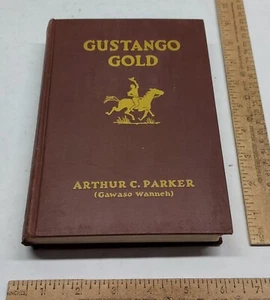 GUSTANGO
GOLD
ARTHUR C. PARKER
(Gawaso Wanneh)